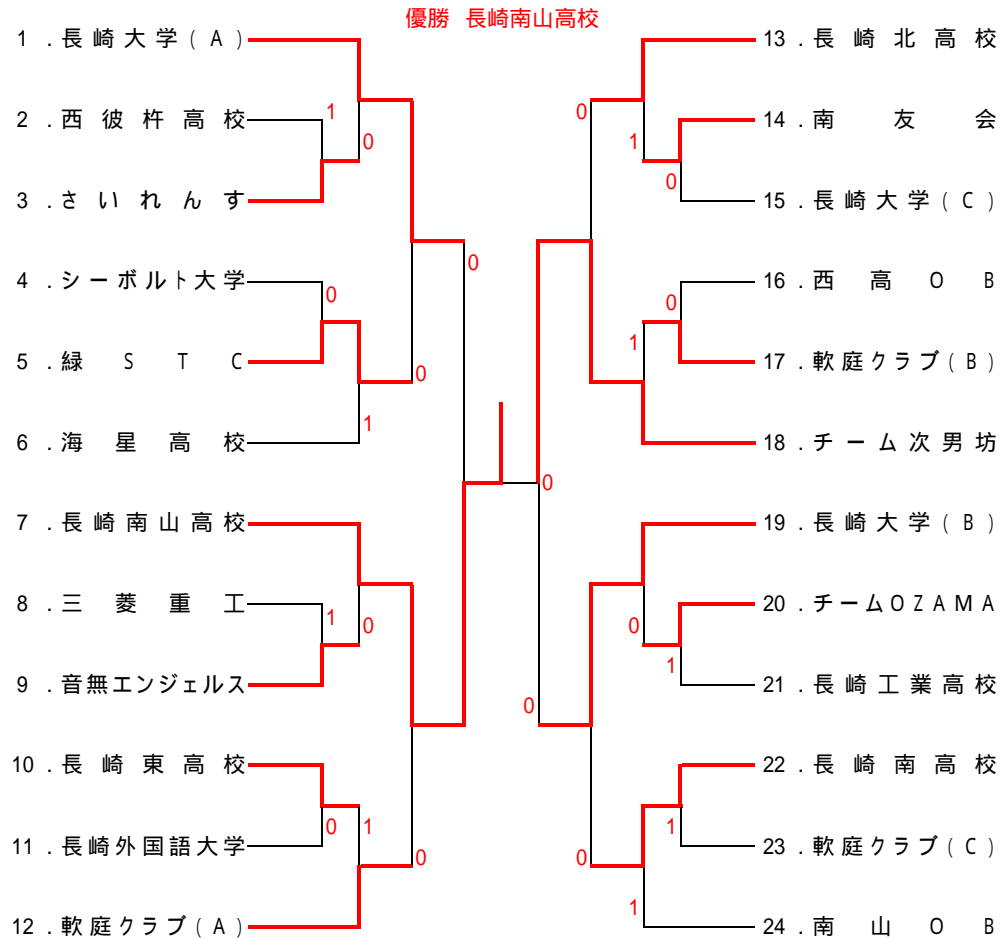 優勝 長崎南山高校
1 .長崎大学(A)
2 .西彼杵高校
3 .さいれんす
4 .シーボルト大学
5 .緑STC
6 .海星高校
7 .長崎南山高校
8 .三菱重工
9 .音無エンジェルス
10 .長崎東高校
11 .長崎外国語大学
12 .軟庭クラブ(A)
1
0
0
1
0
0
1
0
0
1
0
13 .長崎北高校
14 .南友会
15 .長崎大学(C)
16 .西高OB
17 .軟庭クラブ(B)
18 .チーム次男坊
19 .長崎大学(B)
20 .チームOZAMA
21 .長崎工業高校
22 .長崎南高校
23 .軟庭クラブ(C)
24 .南山OB
0
1
0
0
1
0
0
1
0
1
0
1